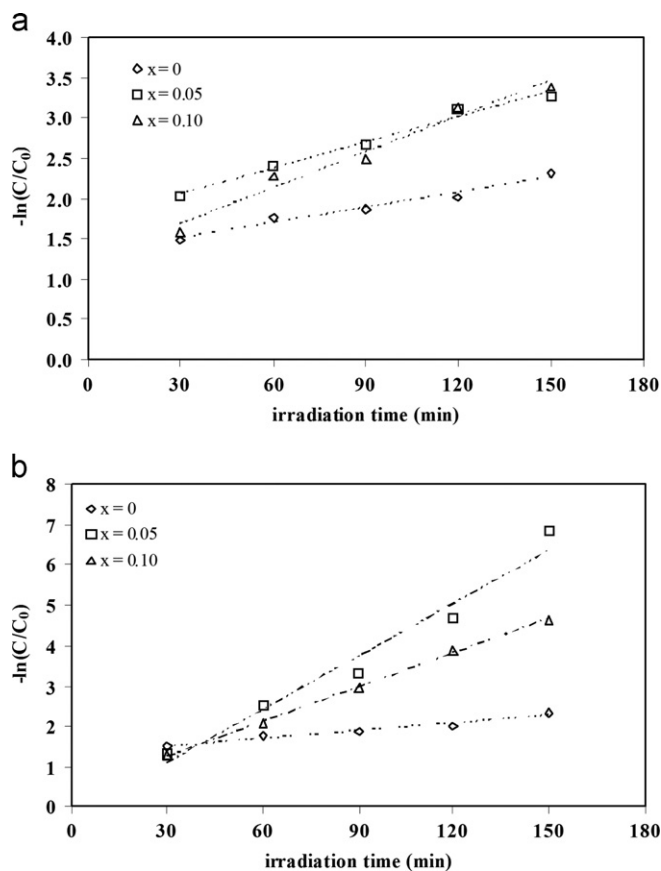 a
4.0
3.5
3.0
2.5
2.0
1.5
1.0
0.5
0.0
-ln(C/C₀)
x = 0
x = 0.05
x = 0.10
0 30 60 90 120 150 180
irradiation time (min)
b
8
7
6
5
4
3
2
1
0
-ln(C/C₀)
x = 0
x = 0.05
x = 0.10
0 30 60 90 120 150 180
irradiation time (min)